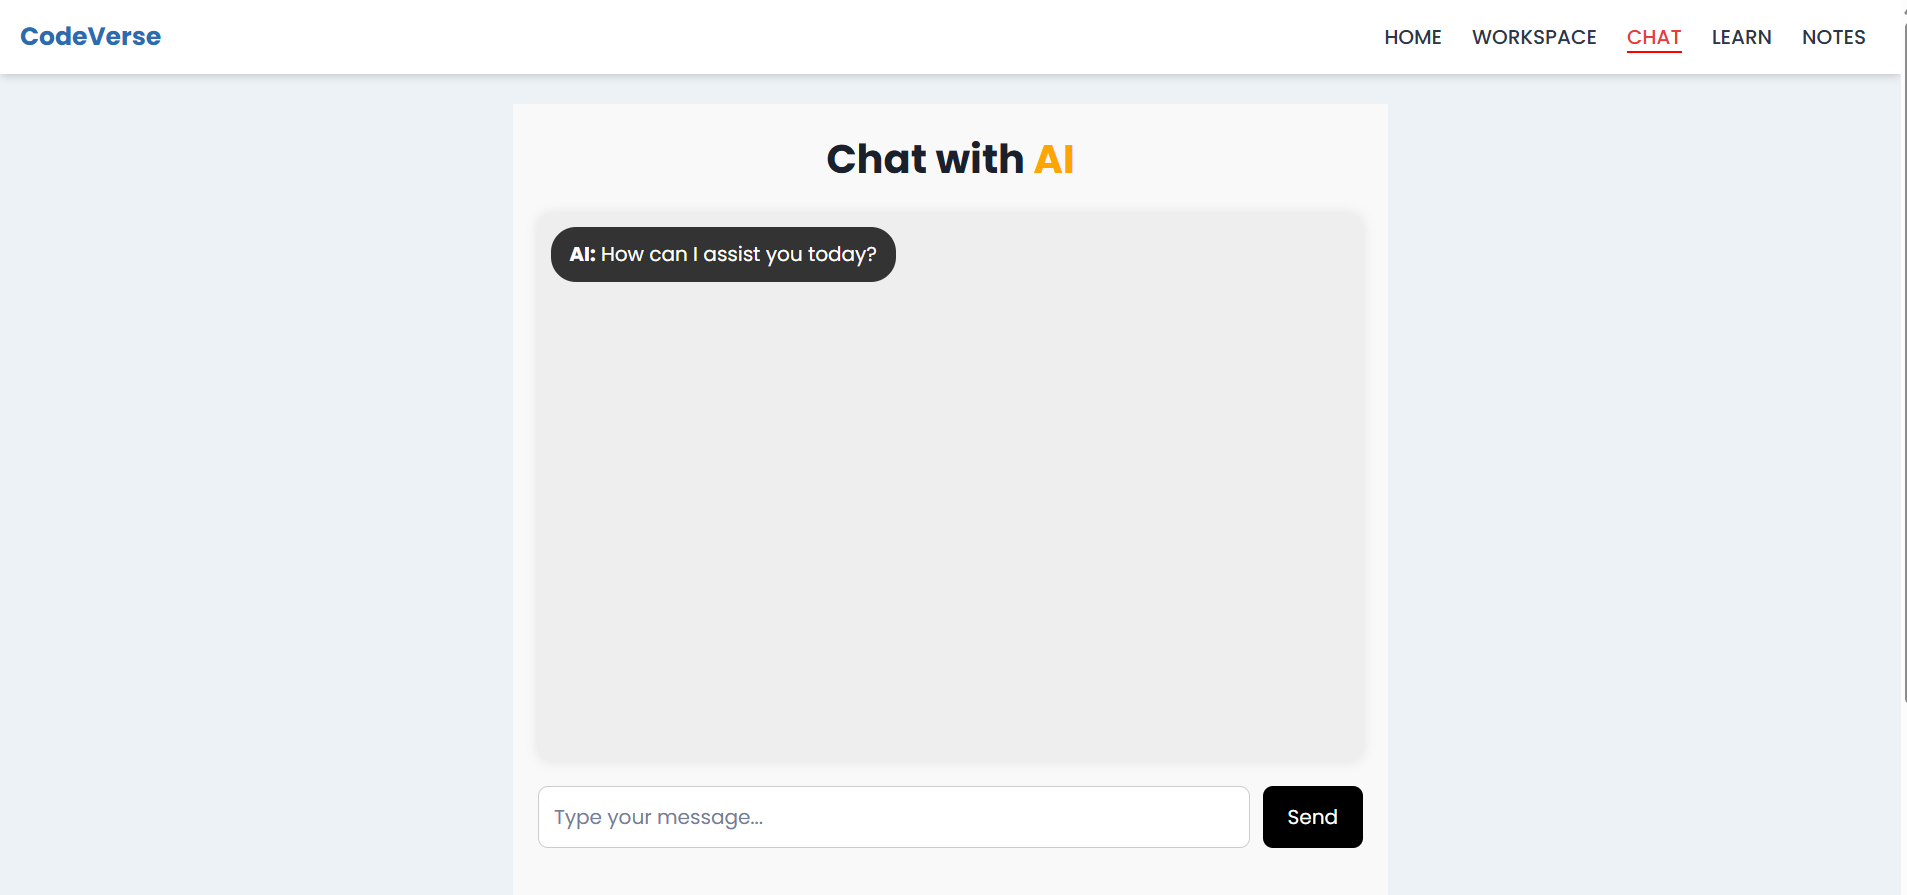 CodeVerse
HOME WORKSPACE CHAT LEARN NOTES
Chat with AI
AI: How can I assist you today?
Type your message...
Send